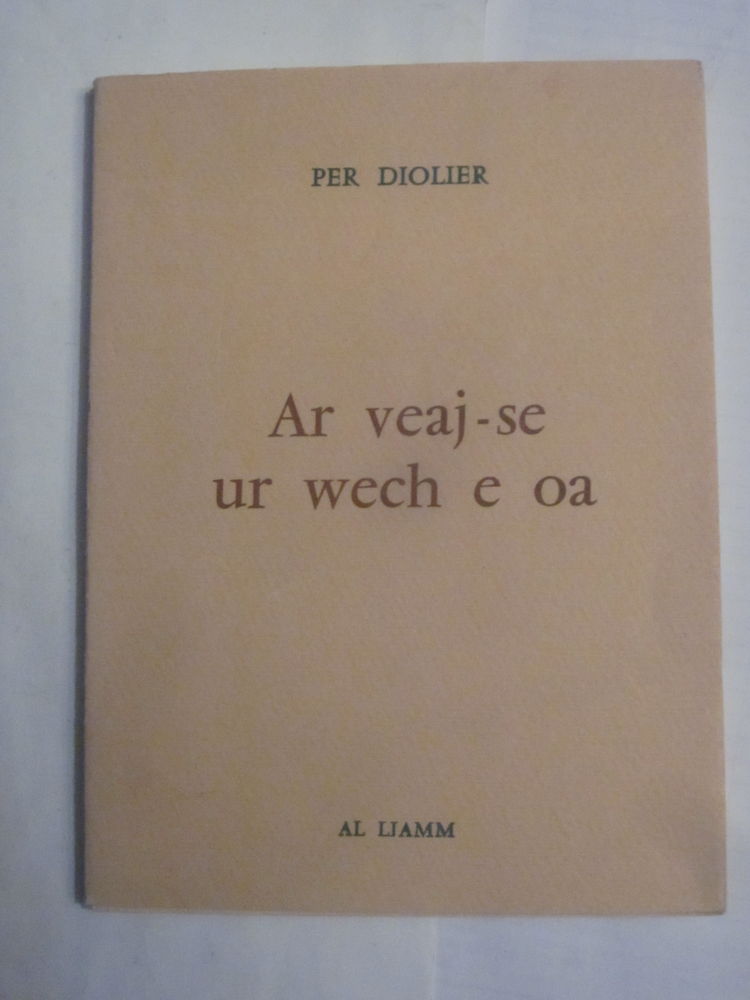 PER DIOLIER
Ar veaj-se
ur wech e oa
AL LIAMM